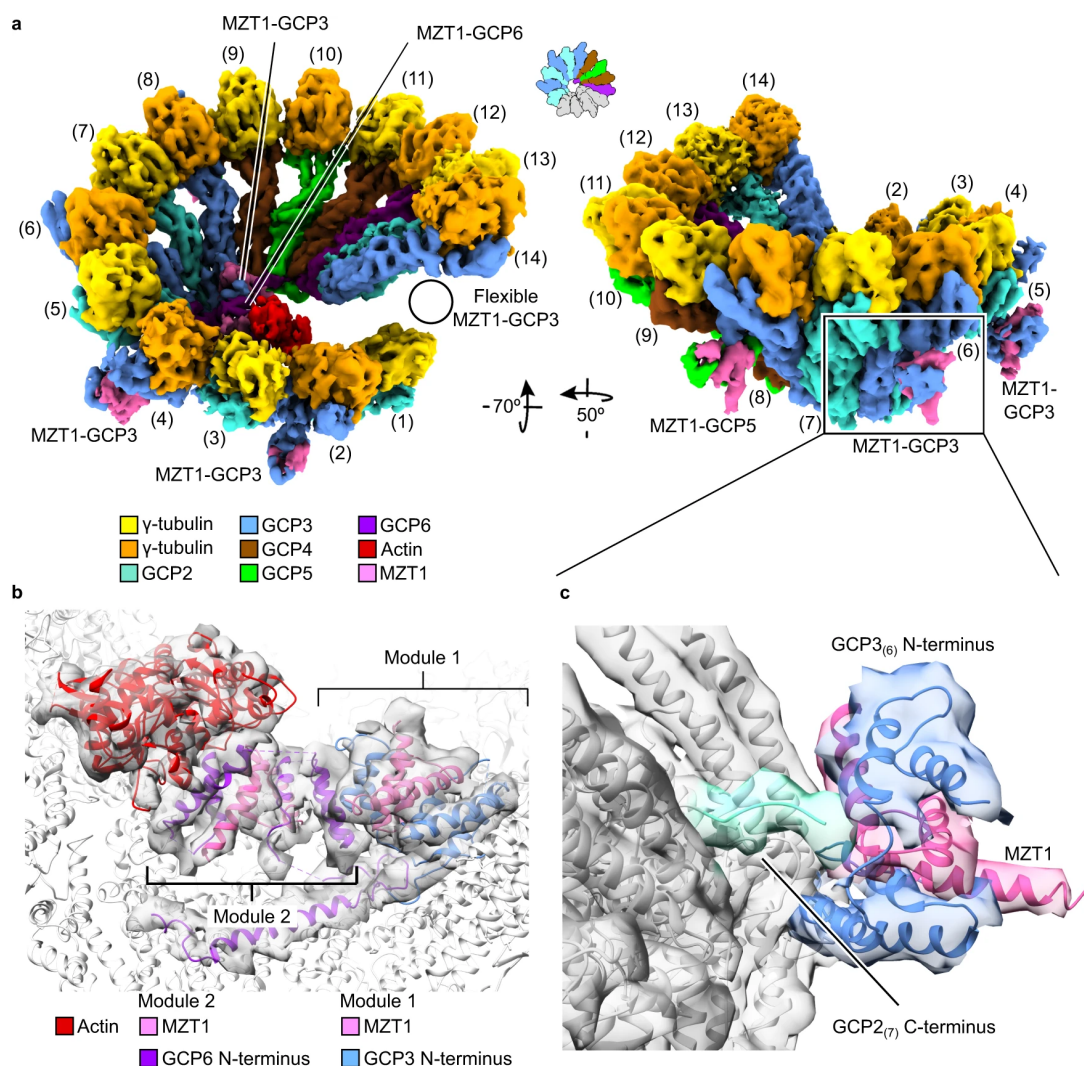 a
MZT1-GCP3
MZT1-GCP6
(9)
(10)
(8)
(11)
(7)
(12)
(13)
(6)
(14)
(5)
Flexible
MZT1-GCP3
(4)
MZT1-GCP3
(3)
(2)
(1)
MZT1-GCP3
-70º
50º
(14)
(13)
(12)
(11)
(2)
(3)
(4)
(10)
(5)
(9)
(6)
(8)
MZT1-GCP5
(7)
MZT1-GCP3
MZT1-
GCP3
γ-tubulin
GCP3
GCP6
γ-tubulin
GCP4
Actin
GCP2
GCP5
MZT1
b
Module 1
Module 2
Module 2
Module 1
Actin
MZT1
MZT1
GCP6 N-terminus
GCP3 N-terminus
c
GCP3(6) N-terminus
MZT1
GCP2(7) C-terminus